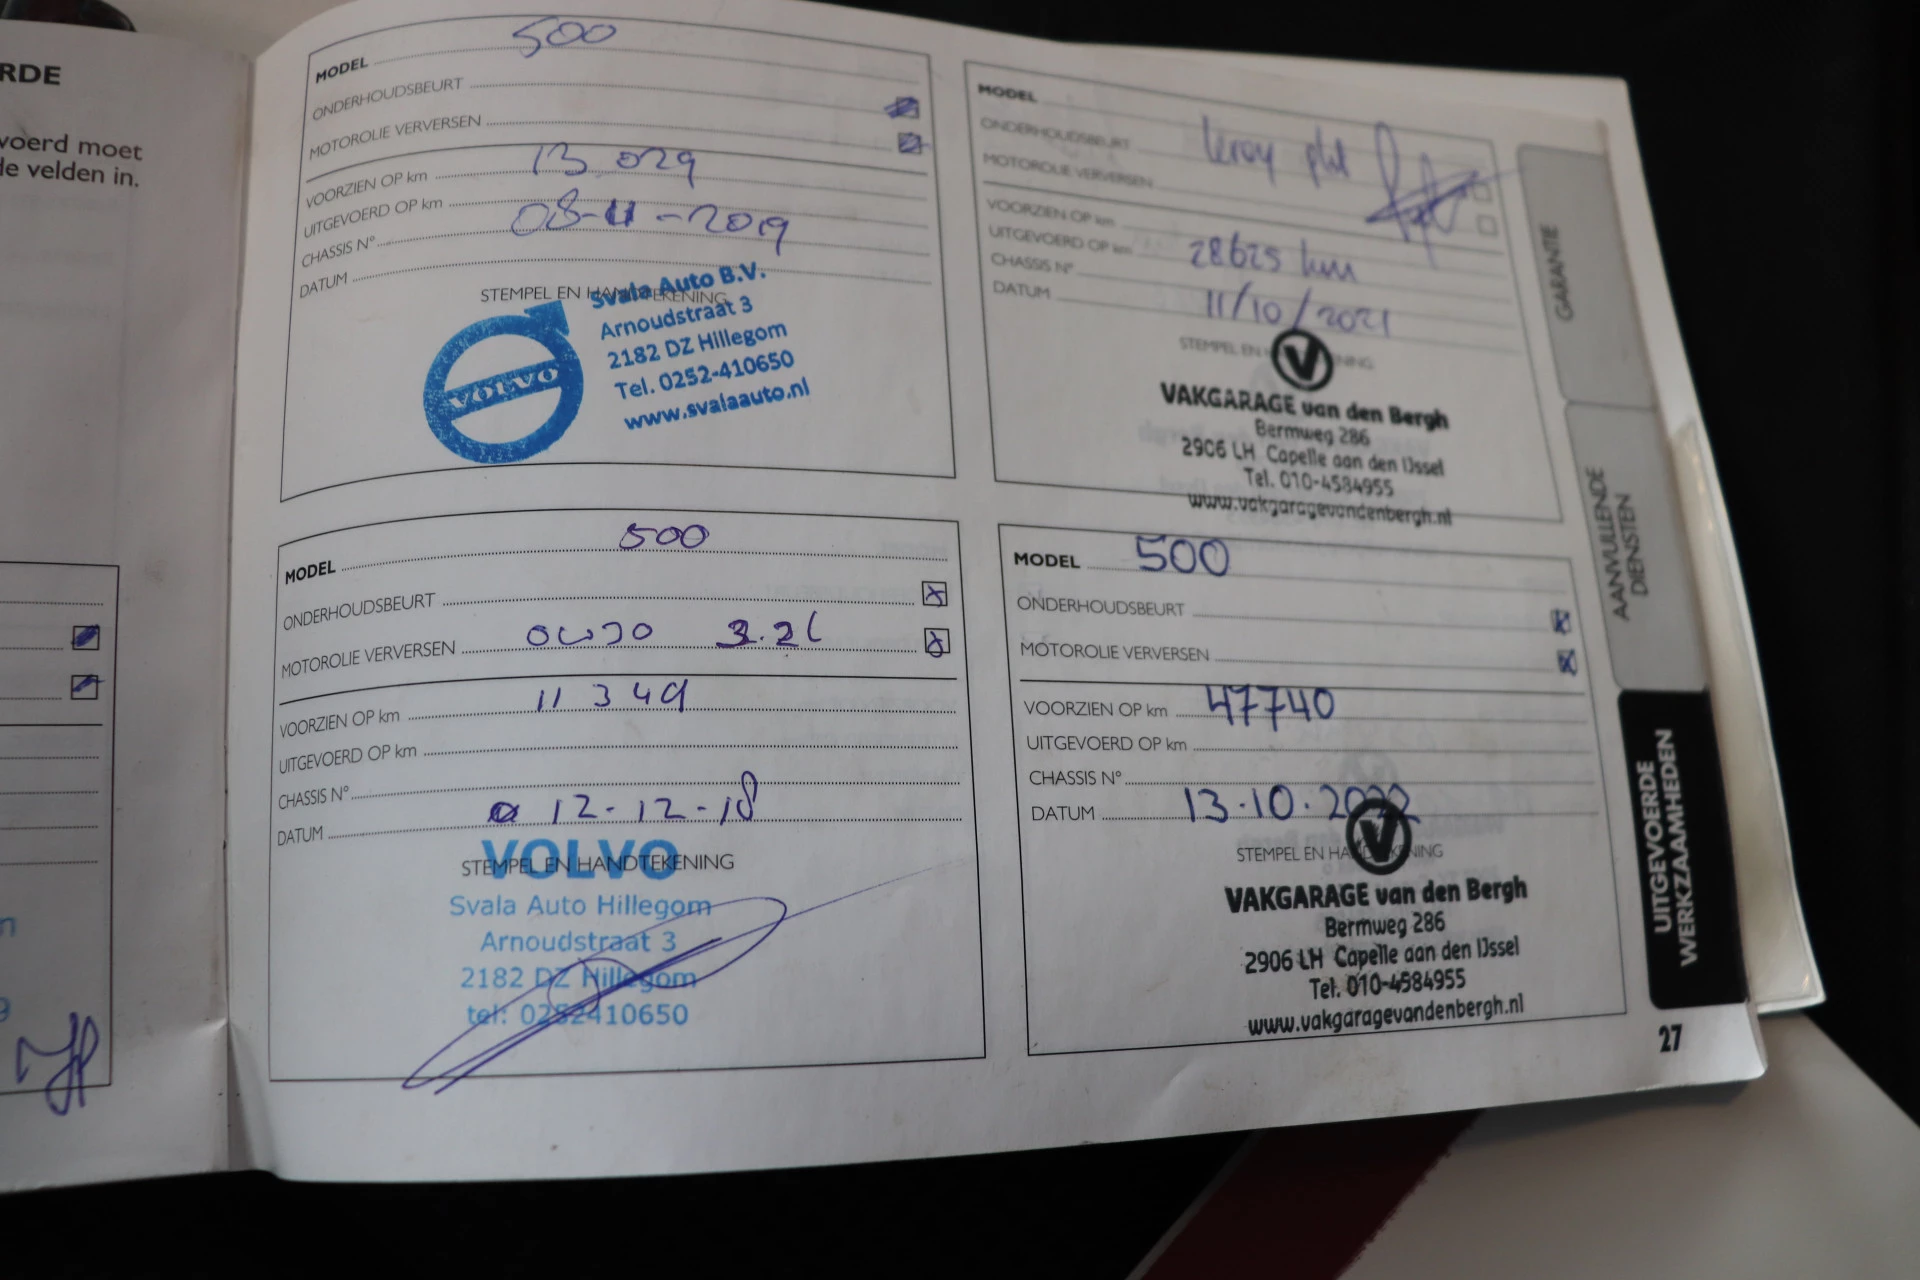 RDE
voerd moet
de velden in.
MODEL 500
ONDERHOUDSBEURT
MOTOROLIE VERVERSEN
VOORZIEN OP km 13 029
UITGEVOERD OP km
CHASSIS N° 08-11-2019
DATUM
STEMPEL EN HANDTEKENING
Svala Auto B.V.
Arnoudstraat 3
2182 DZ Hillegom
Tel. 0252-410650
www.svalaauto.nl
VOLVO
MODEL 500
ONDERHOUDSBEURT
MOTOROLIE VERVERSEN 0W30 3.2L
VOORZIEN OP km 11 349
UITGEVOERD OP km
CHASSIS N°
DATUM 12-12-18
STEMPEL EN HANDTEKENING
VOLVO
Svala Auto Hillegom
Arnoudstraat 3
2182 DZ Hillegom
tel: 0252410650
MODEL
ONDERHOUDSBEURT
MOTOROLIE VERVERSEN
VOORZIEN OP km
UITGEVOERD OP km 28625 km
CHASSIS N°
DATUM 11/10/2021
STEMPEL EN HANDTEKENING
V
VAKGARAGE van den Bergh
Bermweg 286
2906 LH Capelle aan den IJssel
Tel. 010-4584955
www.vakgaragevandenbergh.nl
MODEL 500
ONDERHOUDSBEURT
MOTOROLIE VERVERSEN
VOORZIEN OP km 47740
UITGEVOERD OP km
CHASSIS N°
DATUM 13.10.2022
STEMPEL EN HANDTEKENING
V
VAKGARAGE van den Bergh
Bermweg 286
2906 LH Capelle aan den IJssel
Tel. 010-4584955
www.vakgaragevandenbergh.nl
GARANTIE
AANVULLENDE
DIENSTEN
UITGEVOERDE
WERKZAAMHEDEN
27